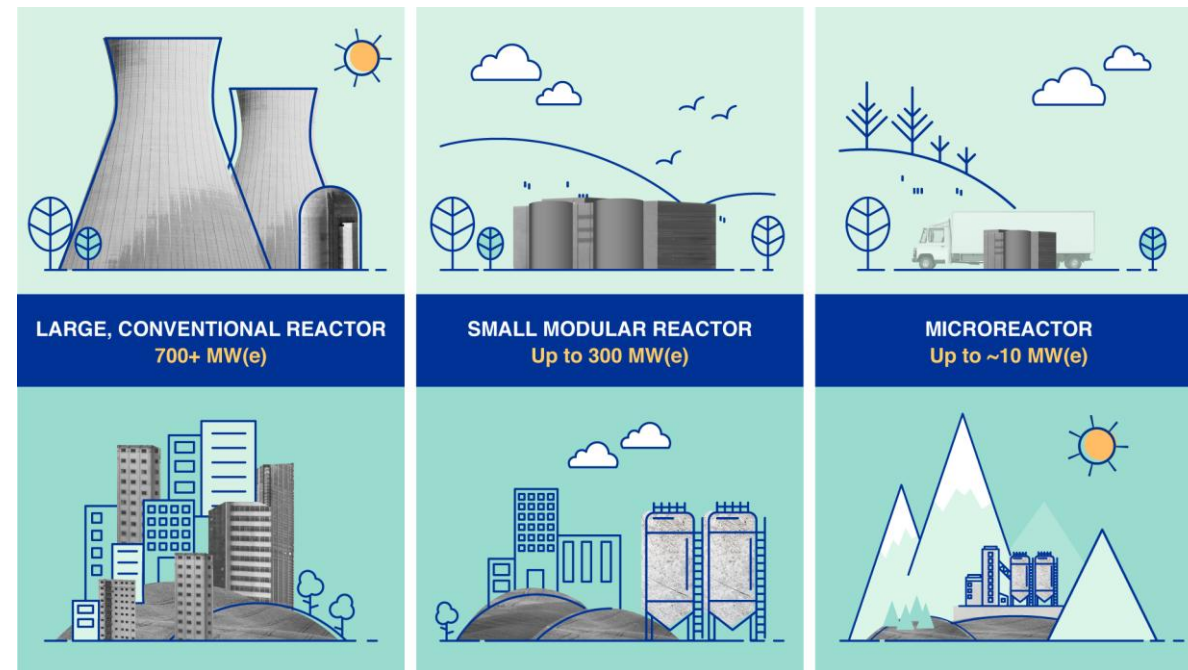 LARGE, CONVENTIONAL REACTOR
700+ MW(e)
SMALL MODULAR REACTOR
Up to 300 MW(e)
MICROREACTOR
Up to ~10 MW(e)